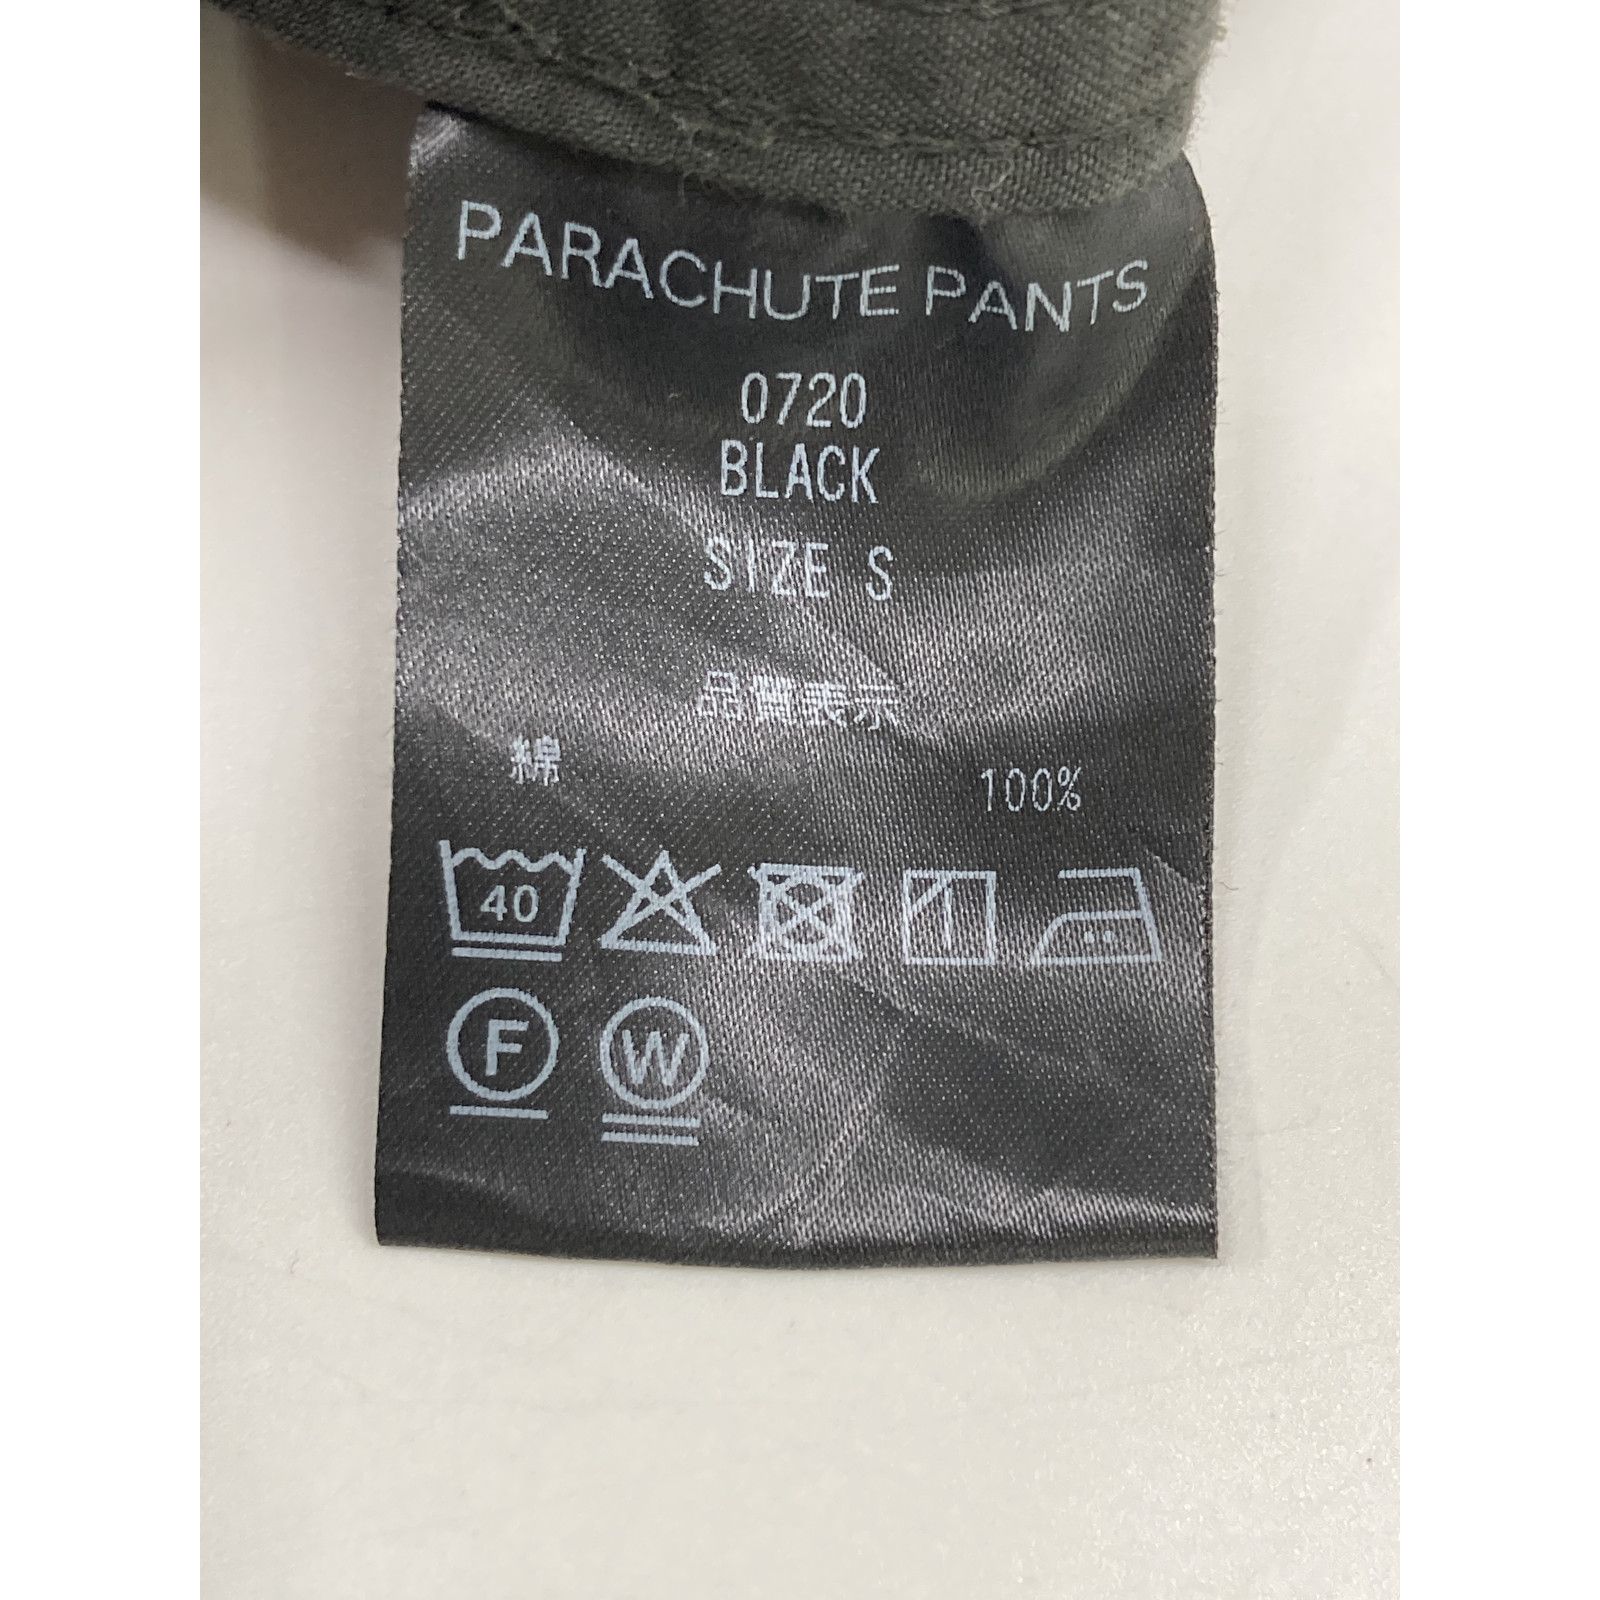 PARACHUTE PANTS
0720
BLACK
SIZE S
品質表示
綿 100%
40
F W